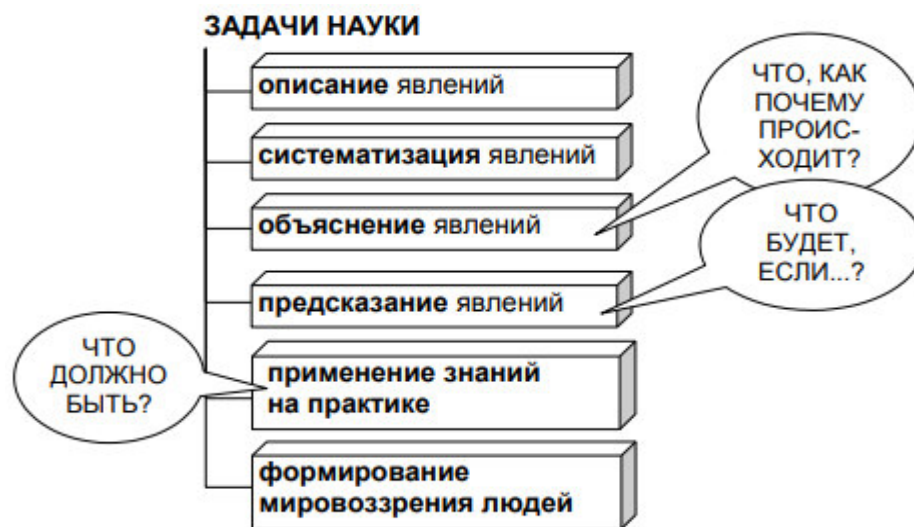 ЗАДАЧИ НАУКИ
описание явлений
систематизация явлений
объяснение явлений
предсказание явлений
применение знаний
на практике
формирование
мировоззрения людей
ЧТО, КАК
ПОЧЕМУ
ПРОИС-
ХОДИТ?
ЧТО
БУДЕТ,
ЕСЛИ...?
ЧТО
ДОЛЖНО
БЫТЬ?